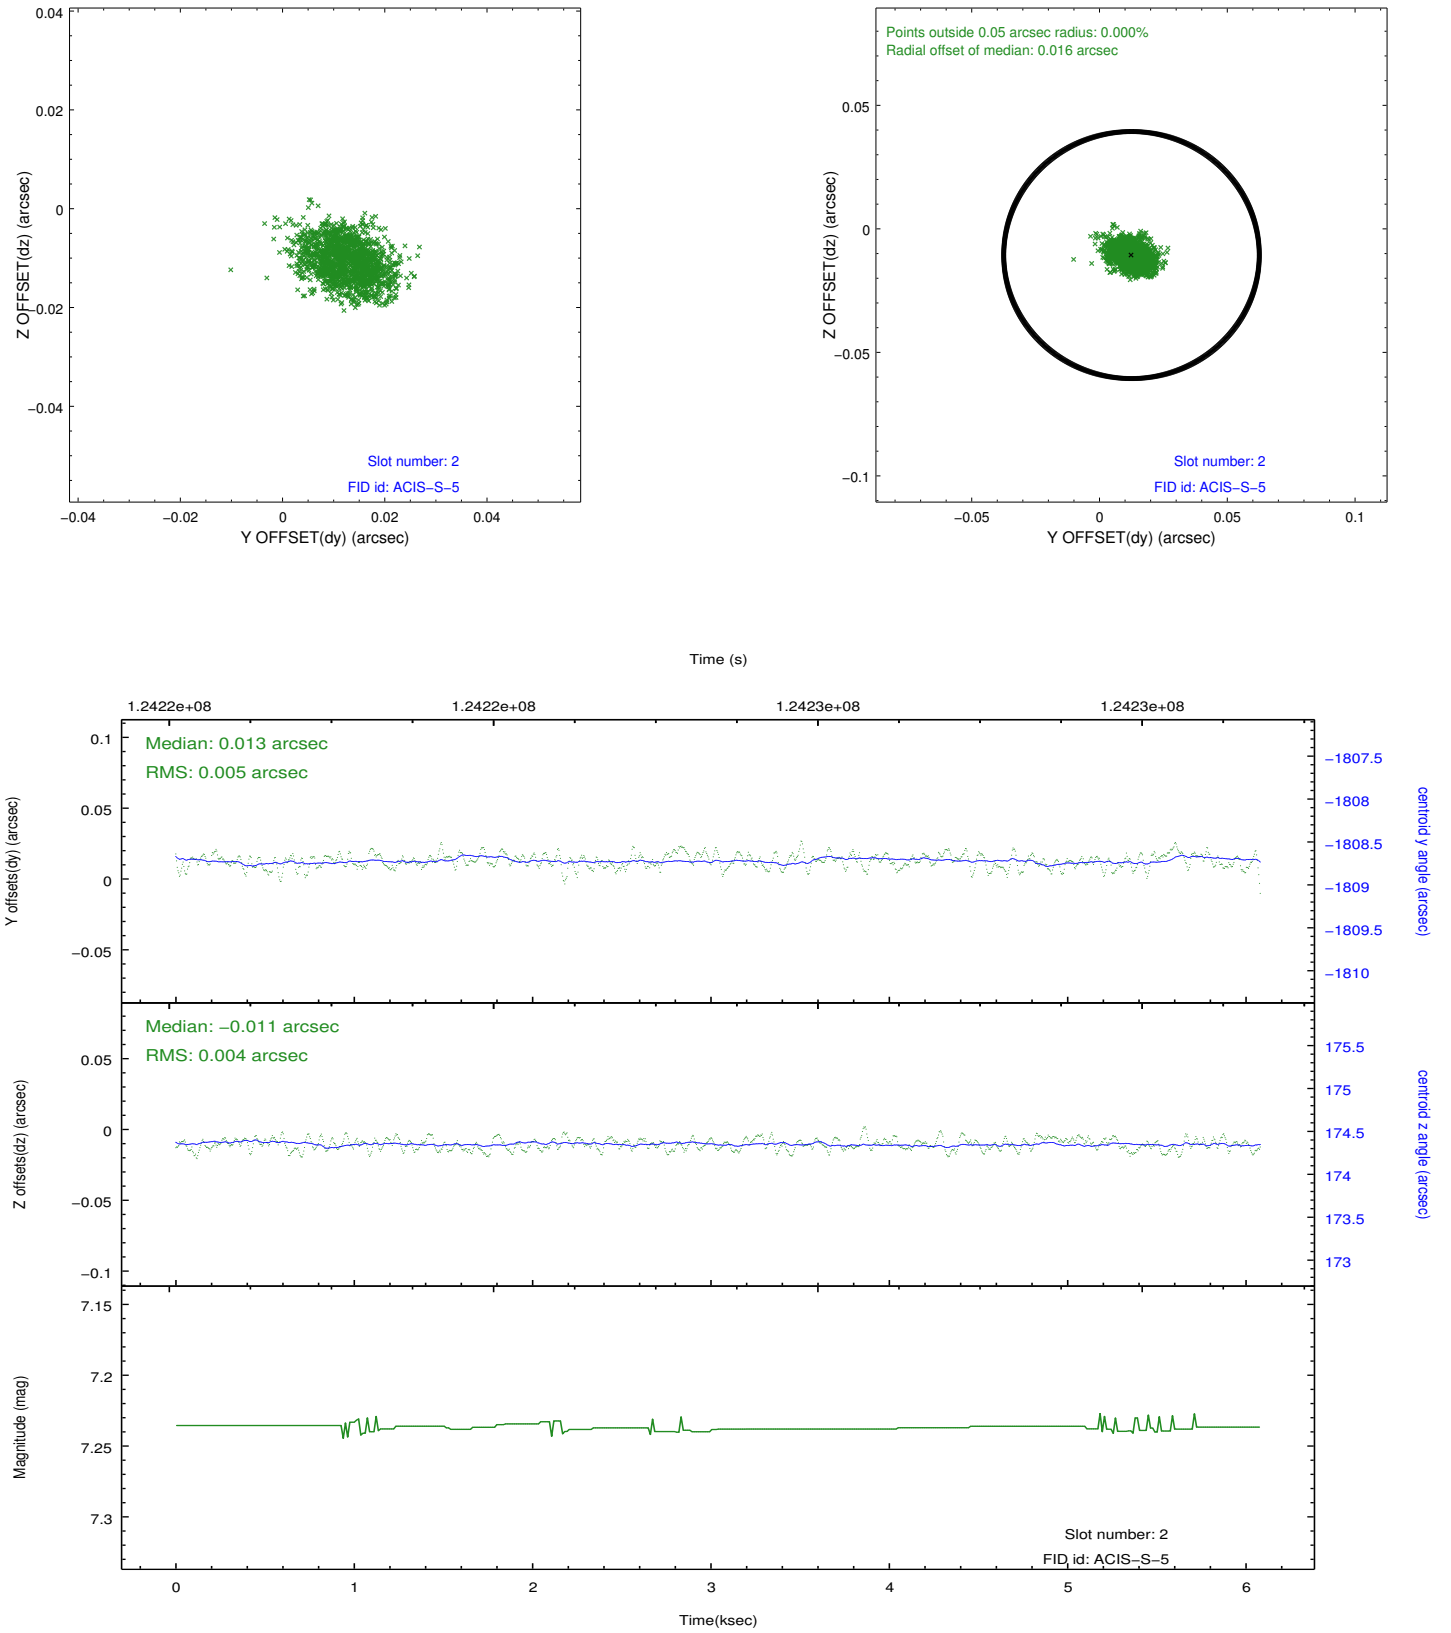 0.04
0.02
0
−0.02
−0.04
Z OFFSET(dz) (arcsec)
Slot number: 2
FID id: ACIS−S−5
−0.04
−0.02
0
0.02
0.04
Y OFFSET(dy) (arcsec)
Points outside 0.05 arcsec radius: 0.000%
Radial offset of median: 0.016 arcsec
0.05
0
−0.05
−0.1
Z OFFSET(dz) (arcsec)
Slot number: 2
FID id: ACIS−S−5
−0.05
0
0.05
0.1
Y OFFSET(dy) (arcsec)
Time (s)
1.2422e+08
1.2422e+08
1.2423e+08
1.2423e+08
Median: 0.013 arcsec
RMS: 0.005 arcsec
0.1
0.05
0
−0.05
Y offsets(dy) (arcsec)
−1807.5
−1808
−1808.5
−1809
−1809.5
−1810
centroid y angle (arcsec)
Median: −0.011 arcsec
RMS: 0.004 arcsec
0.05
0
−0.05
−0.1
Z offsets(dz) (arcsec)
175.5
175
174.5
174
173.5
173
centroid z angle (arcsec)
7.15
7.2
7.25
7.3
Magnitude (mag)
Slot number: 2
FID id: ACIS−S−5
0
1
2
3
4
5
6
Time(ksec)